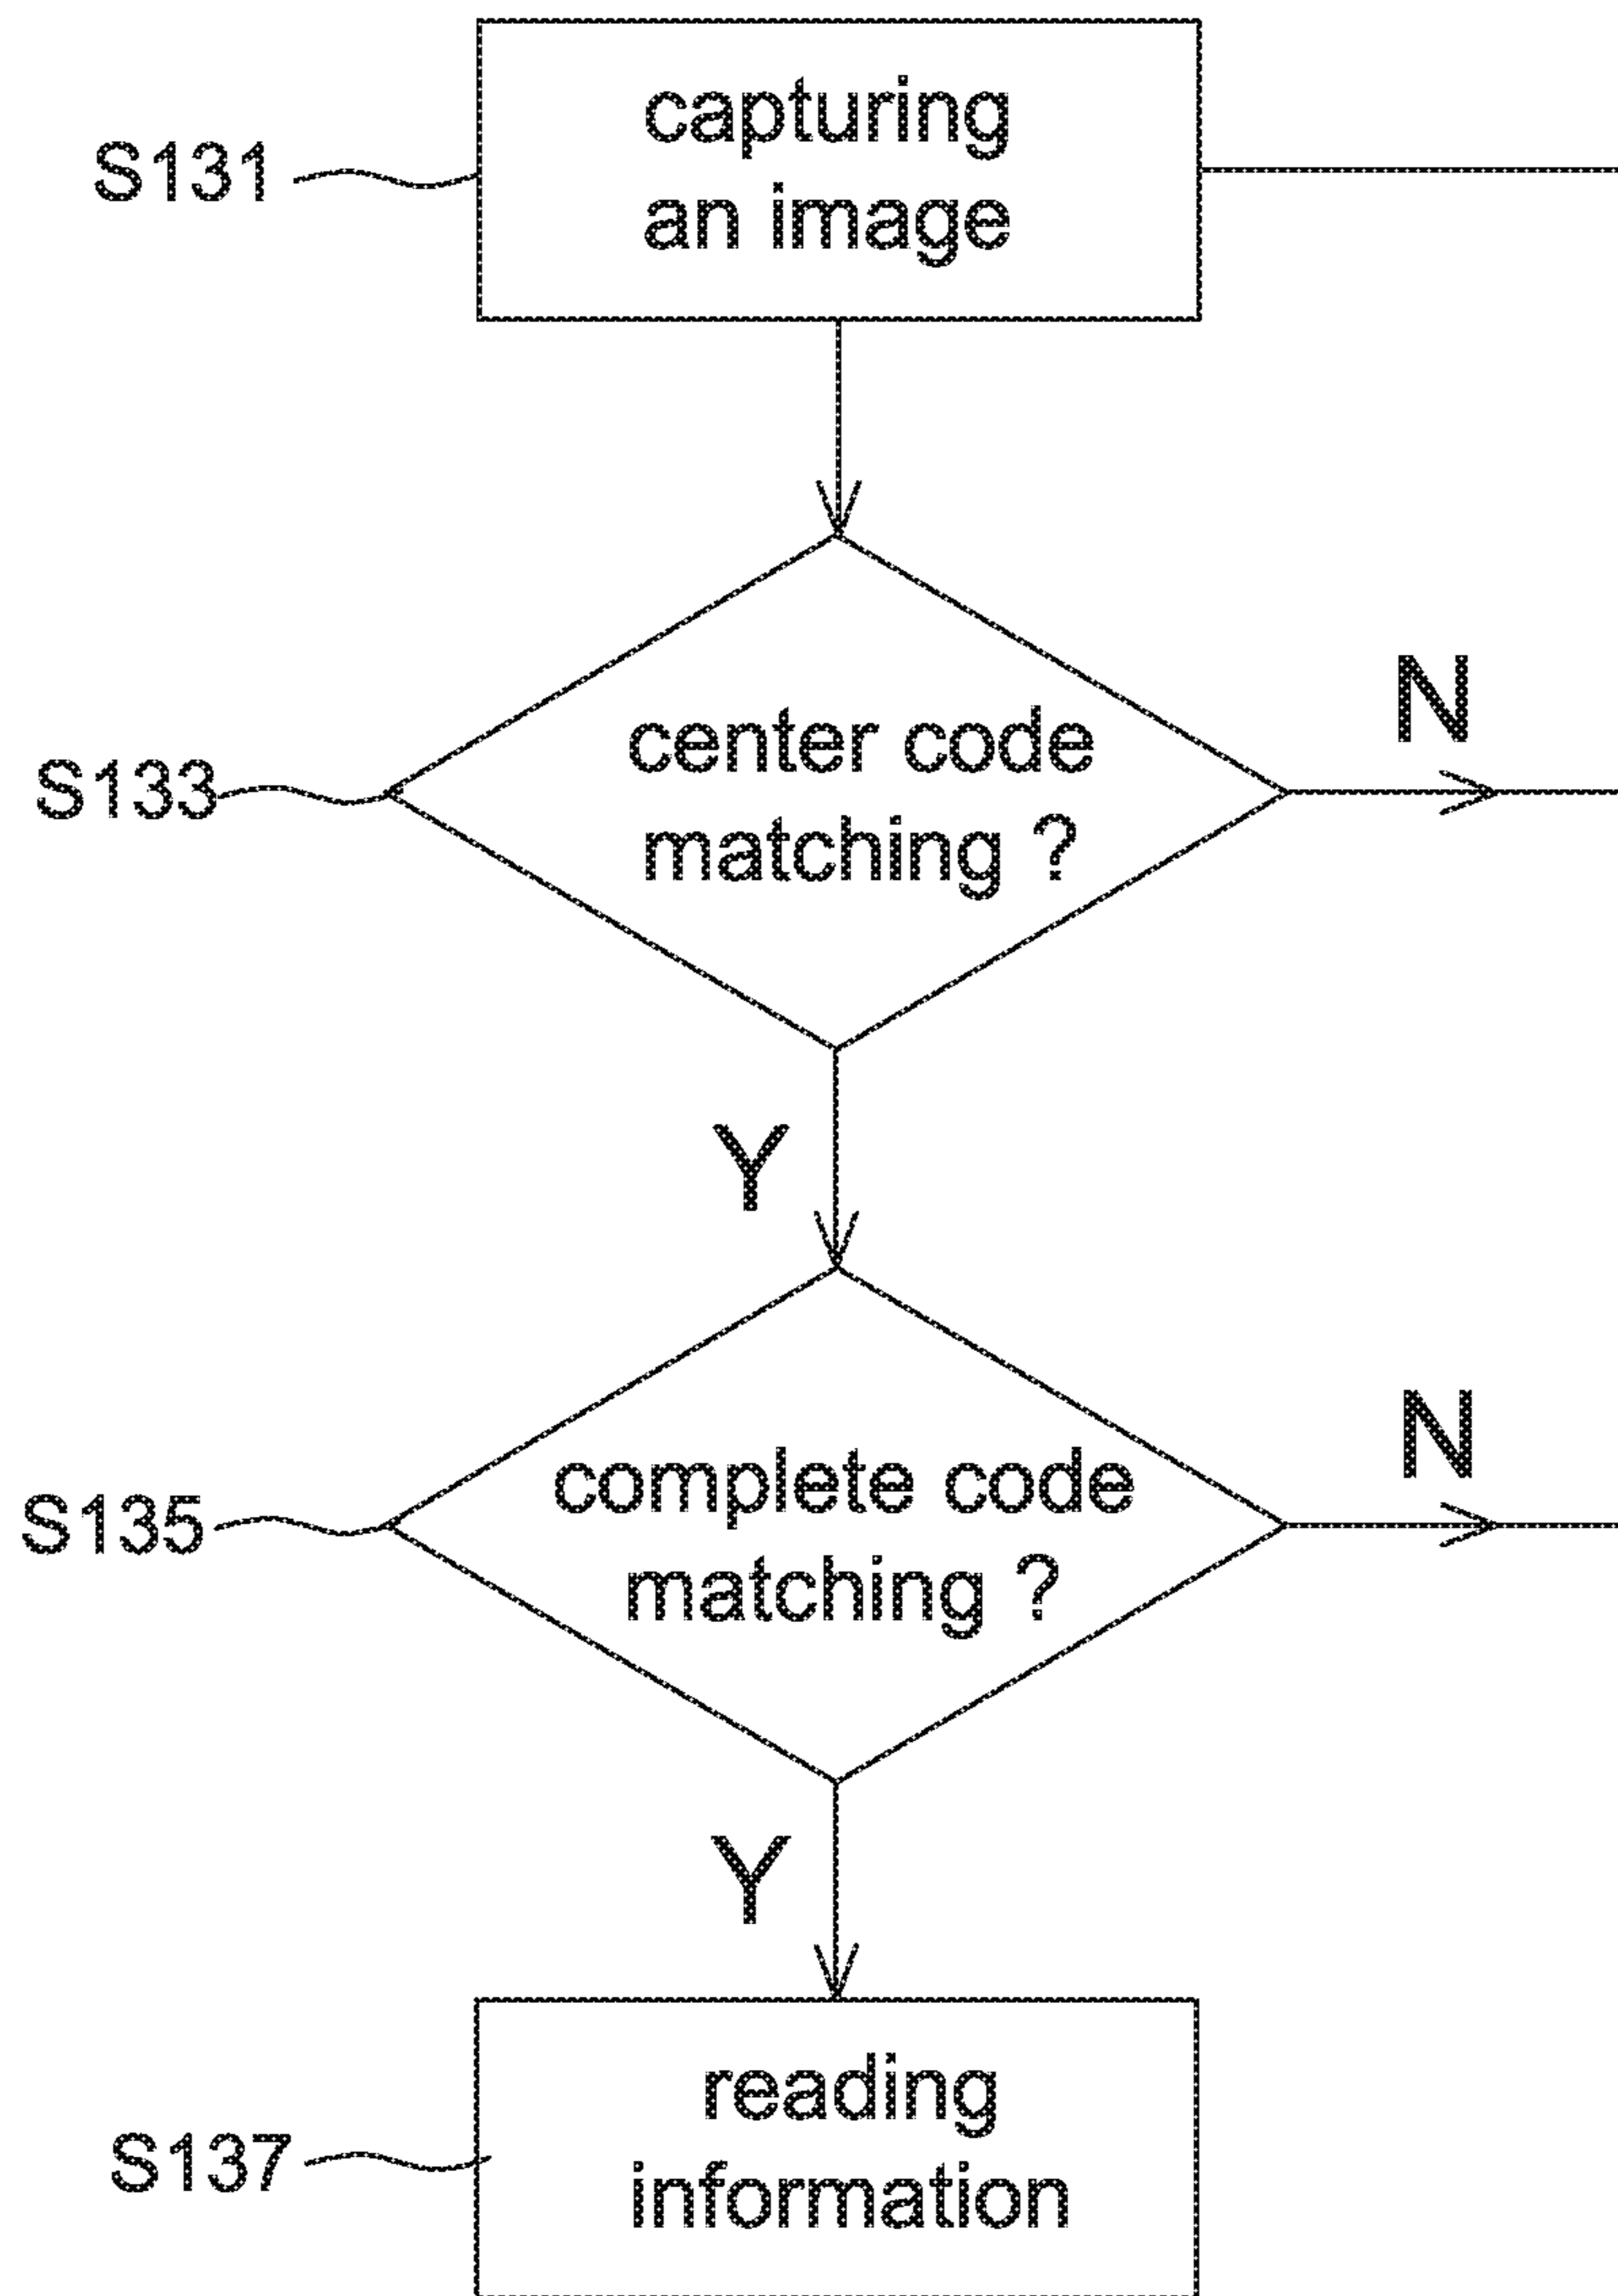 capturing
an image
S131
center code
matching ?
S133
N
Y
complete code
matching ?
S135
N
Y
reading
information
S137